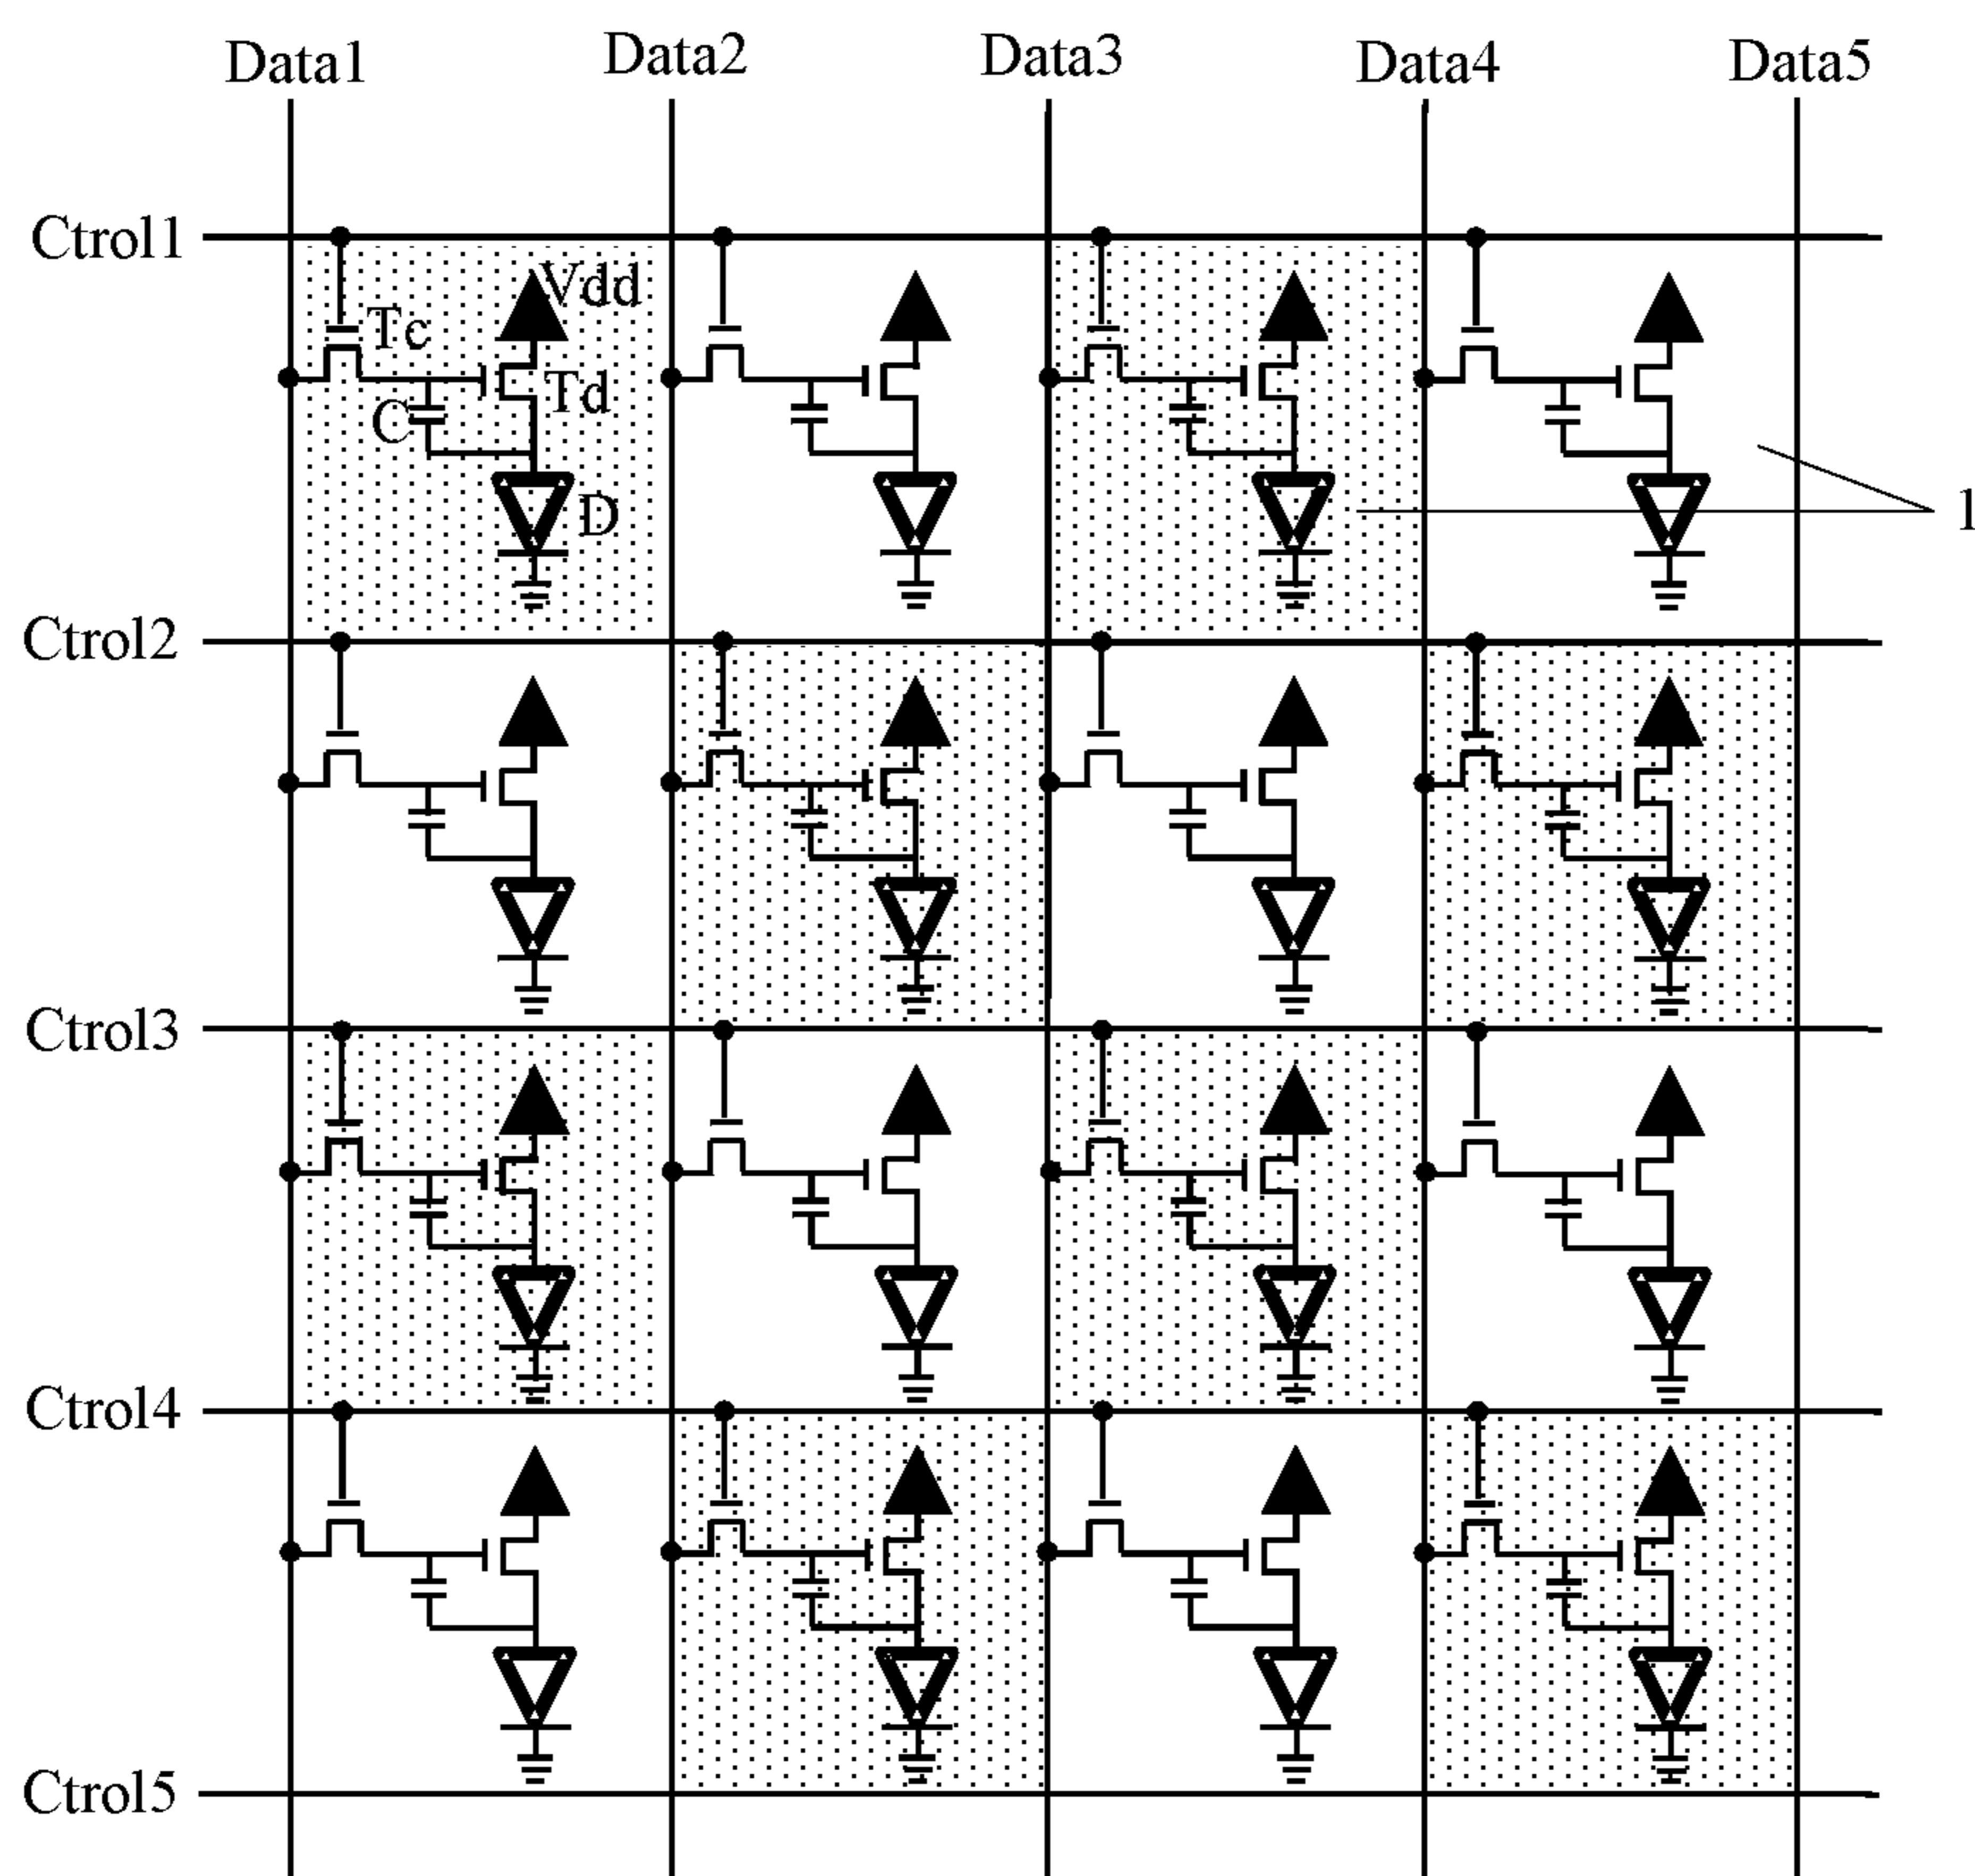 Data1 Data2 Data3 Data4 Data5
Ctrol1
Vdd
Tc
Td
C
D
1
Ctrol2
Ctrol3
Ctrol4
Ctrol5